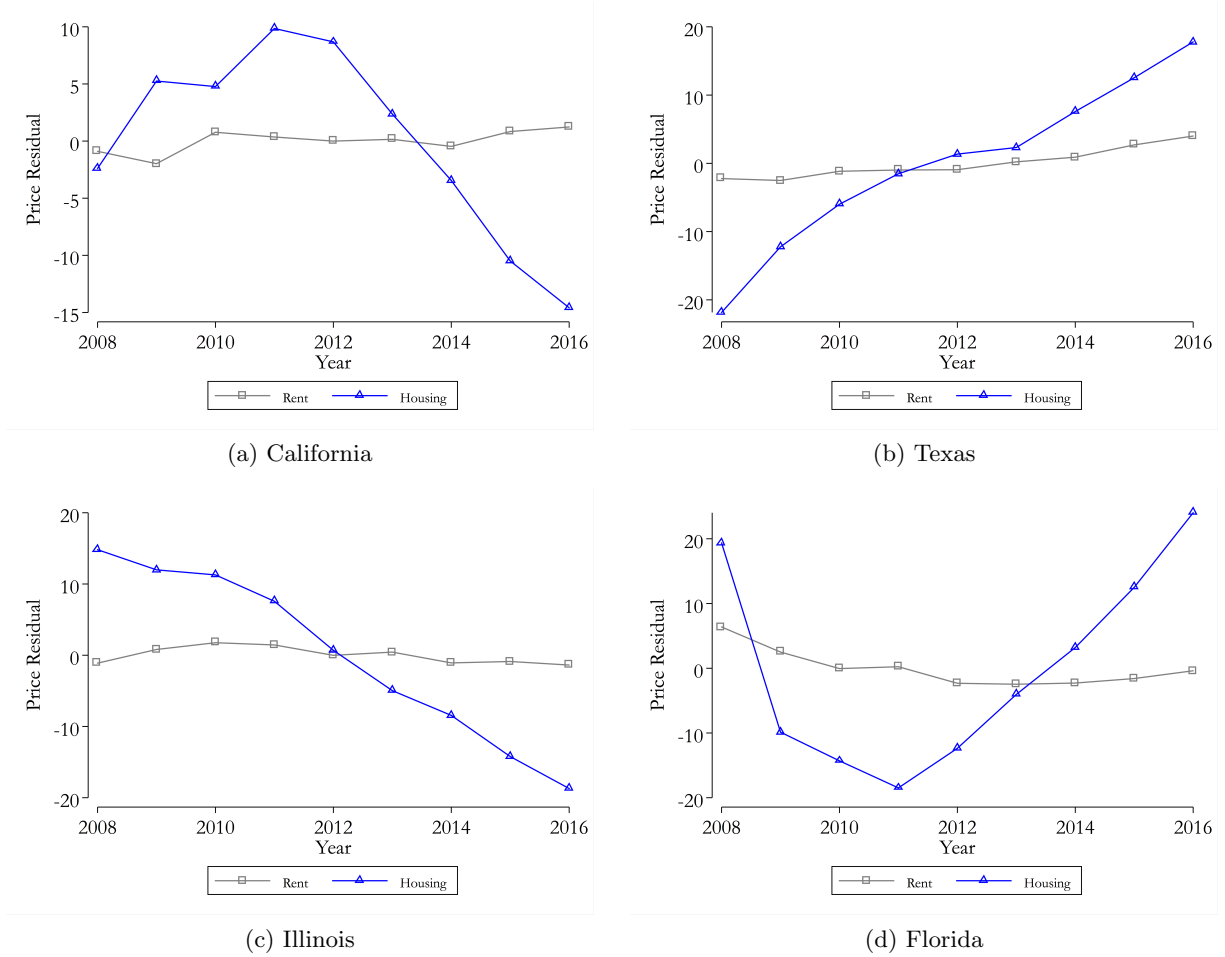 10
5
0
-5
-10
-15
Price Residual
2008 2010 2012 2014 2016
Year
Rent Housing
(a) California
20
10
0
-10
-20
Price Residual
2008 2010 2012 2014 2016
Year
Rent Housing
(b) Texas
20
10
0
-10
-20
Price Residual
2008 2010 2012 2014 2016
Year
Rent Housing
(c) Illinois
20
10
0
-10
-20
Price Residual
2008 2010 2012 2014 2016
Year
Rent Housing
(d) Florida